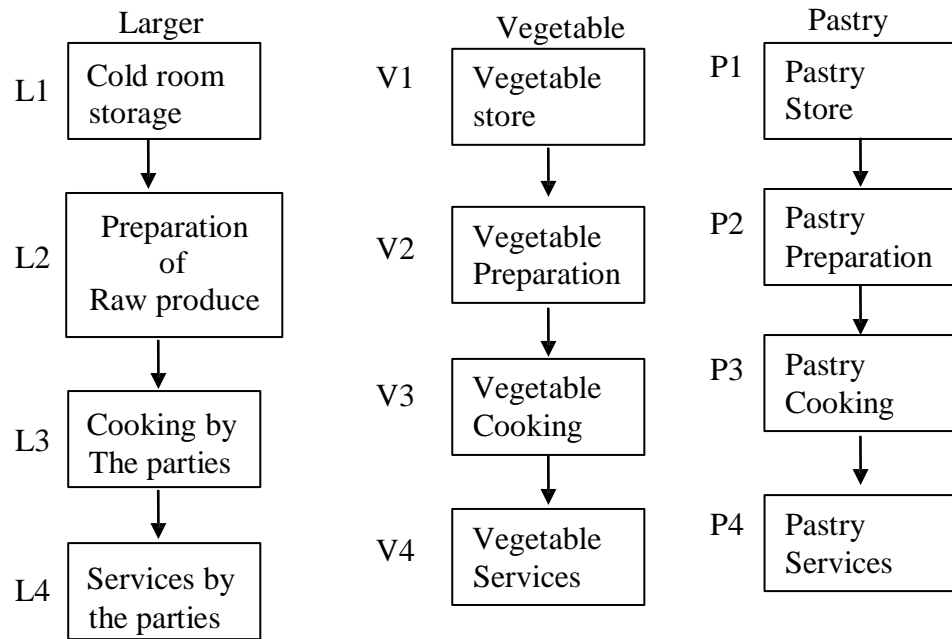 Larger
L1
Cold room
storage
L2
Preparation
of
Raw produce
L3
Cooking by
The parties
L4
Services by
the parties
Vegetable
V1
Vegetable
store
V2
Vegetable
Preparation
V3
Vegetable
Cooking
V4
Vegetable
Services
Pastry
P1
Pastry
Store
P2
Pastry
Preparation
P3
Pastry
Cooking
P4
Pastry
Services